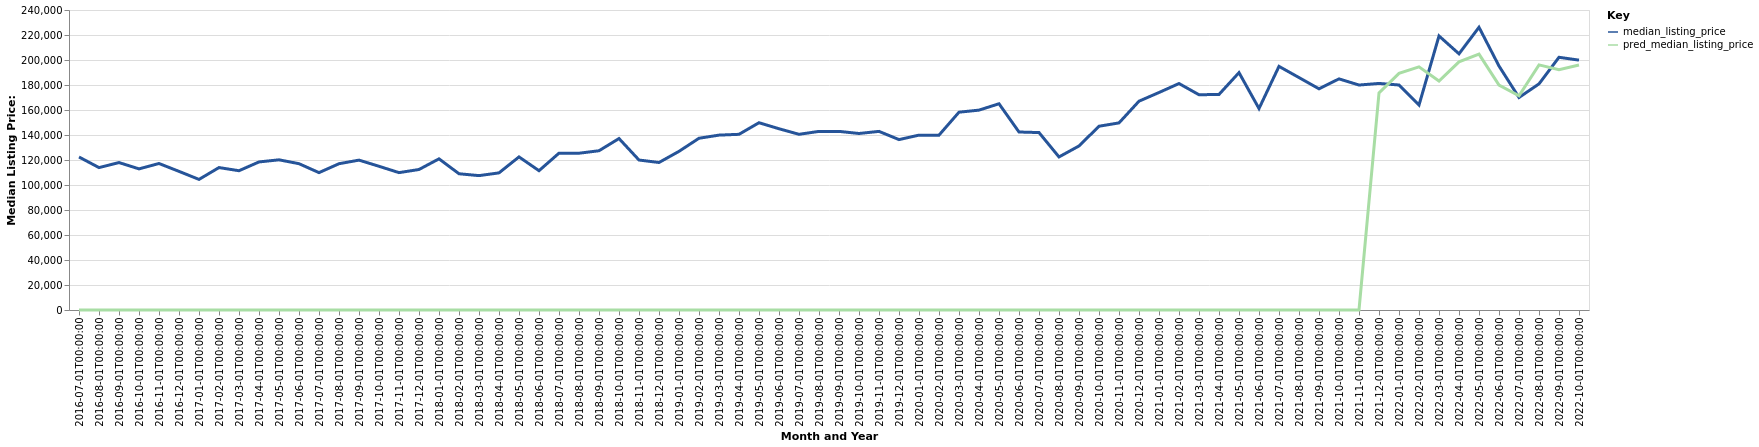 240,000
220,000
200,000
180,000
160,000
140,000
120,000
100,000
80,000
60,000
40,000
20,000
0
Median Listing Price:
2016-07-01T00:00:00
2016-08-01T00:00:00
2016-09-01T00:00:00
2016-10-01T00:00:00
2016-11-01T00:00:00
2016-12-01T00:00:00
2017-01-01T00:00:00
2017-02-01T00:00:00
2017-03-01T00:00:00
2017-04-01T00:00:00
2017-05-01T00:00:00
2017-06-01T00:00:00
2017-07-01T00:00:00
2017-08-01T00:00:00
2017-09-01T00:00:00
2017-10-01T00:00:00
2017-11-01T00:00:00
2017-12-01T00:00:00
2018-01-01T00:00:00
2018-02-01T00:00:00
2018-03-01T00:00:00
2018-04-01T00:00:00
2018-05-01T00:00:00
2018-06-01T00:00:00
2018-07-01T00:00:00
2018-08-01T00:00:00
2018-09-01T00:00:00
2018-10-01T00:00:00
2018-11-01T00:00:00
2018-12-01T00:00:00
2019-01-01T00:00:00
2019-02-01T00:00:00
2019-03-01T00:00:00
2019-04-01T00:00:00
2019-05-01T00:00:00
2019-06-01T00:00:00
2019-07-01T00:00:00
2019-08-01T00:00:00
2019-09-01T00:00:00
2019-10-01T00:00:00
2019-11-01T00:00:00
2019-12-01T00:00:00
2020-01-01T00:00:00
2020-02-01T00:00:00
2020-03-01T00:00:00
2020-04-01T00:00:00
2020-05-01T00:00:00
2020-06-01T00:00:00
2020-07-01T00:00:00
2020-08-01T00:00:00
2020-09-01T00:00:00
2020-10-01T00:00:00
2020-11-01T00:00:00
2020-12-01T00:00:00
2021-01-01T00:00:00
2021-02-01T00:00:00
2021-03-01T00:00:00
2021-04-01T00:00:00
2021-05-01T00:00:00
2021-06-01T00:00:00
2021-07-01T00:00:00
2021-08-01T00:00:00
2021-09-01T00:00:00
2021-10-01T00:00:00
2021-11-01T00:00:00
2021-12-01T00:00:00
2022-01-01T00:00:00
2022-02-01T00:00:00
2022-03-01T00:00:00
2022-04-01T00:00:00
2022-05-01T00:00:00
2022-06-01T00:00:00
2022-07-01T00:00:00
2022-08-01T00:00:00
2022-09-01T00:00:00
2022-10-01T00:00:00
Month and Year
Key
median_listing_price
pred_median_listing_price